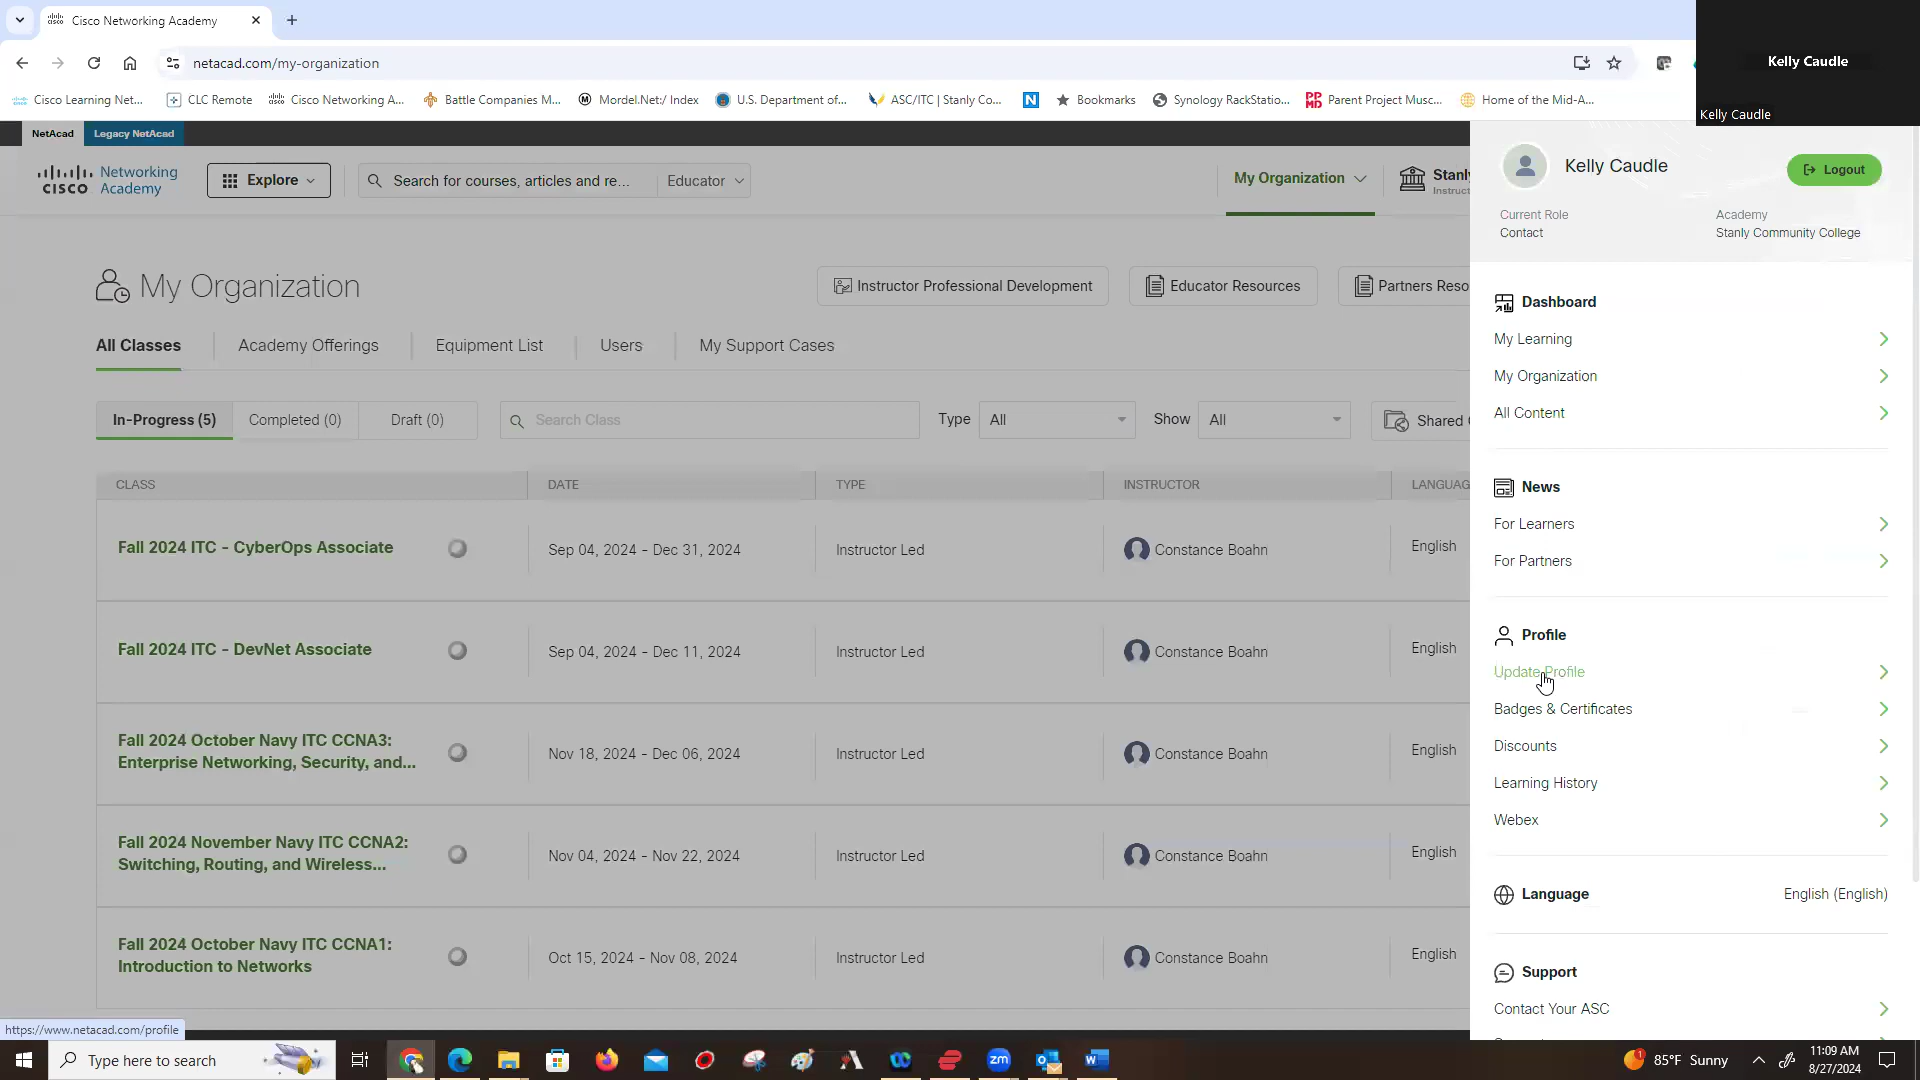 Cisco Networking Academy
netacad.com/my-organization
Kelly Caudle
Kelly Caudle
Cisco Learning Net...
CLC Remote
Cisco Networking A...
Battle Companies M...
Mordel.Net:/ Index
U.S. Department of...
ASC/ITC | Stanly Co...
N
Bookmarks
Synology RackStatio...
Parent Project Musc...
Home of the Mid-A...
NetAcad
Legacy NetAcad
CISCO
Networking
Academy
Explore
Search for courses, articles and re...
Educator
My Organization
Stanly
Instruct
Kelly Caudle
Logout
Current Role
Contact
Academy
Stanly Community College
My Organization
Instructor Professional Development
Educator Resources
Partners Reso
All Classes
Academy Offerings
Equipment List
Users
My Support Cases
In-Progress (5)
Completed (0)
Draft (0)
Search Class
Type
All
Show
All
Shared
CLASS
DATE
TYPE
INSTRUCTOR
LANGUAG
Fall 2024 ITC - CyberOps Associate
Sep 04, 2024 - Dec 31, 2024
Instructor Led
Constance Boahn
English
Fall 2024 ITC - DevNet Associate
Sep 04, 2024 - Dec 11, 2024
Instructor Led
Constance Boahn
English
Fall 2024 October Navy ITC CCNA3:
Enterprise Networking, Security, and...
Nov 18, 2024 - Dec 06, 2024
Instructor Led
Constance Boahn
English
Fall 2024 November Navy ITC CCNA2:
Switching, Routing, and Wireless...
Nov 04, 2024 - Nov 22, 2024
Instructor Led
Constance Boahn
English
Fall 2024 October Navy ITC CCNA1:
Introduction to Networks
Oct 15, 2024 - Nov 08, 2024
Instructor Led
Constance Boahn
English
Dashboard
My Learning
My Organization
All Content
News
For Learners
For Partners
Profile
Update Profile
Badges & Certificates
Discounts
Learning History
Webex
Language
English (English)
Support
Contact Your ASC
https://www.netacad.com/profile
Type here to search
zm
85°F Sunny
11:09 AM
8/27/2024